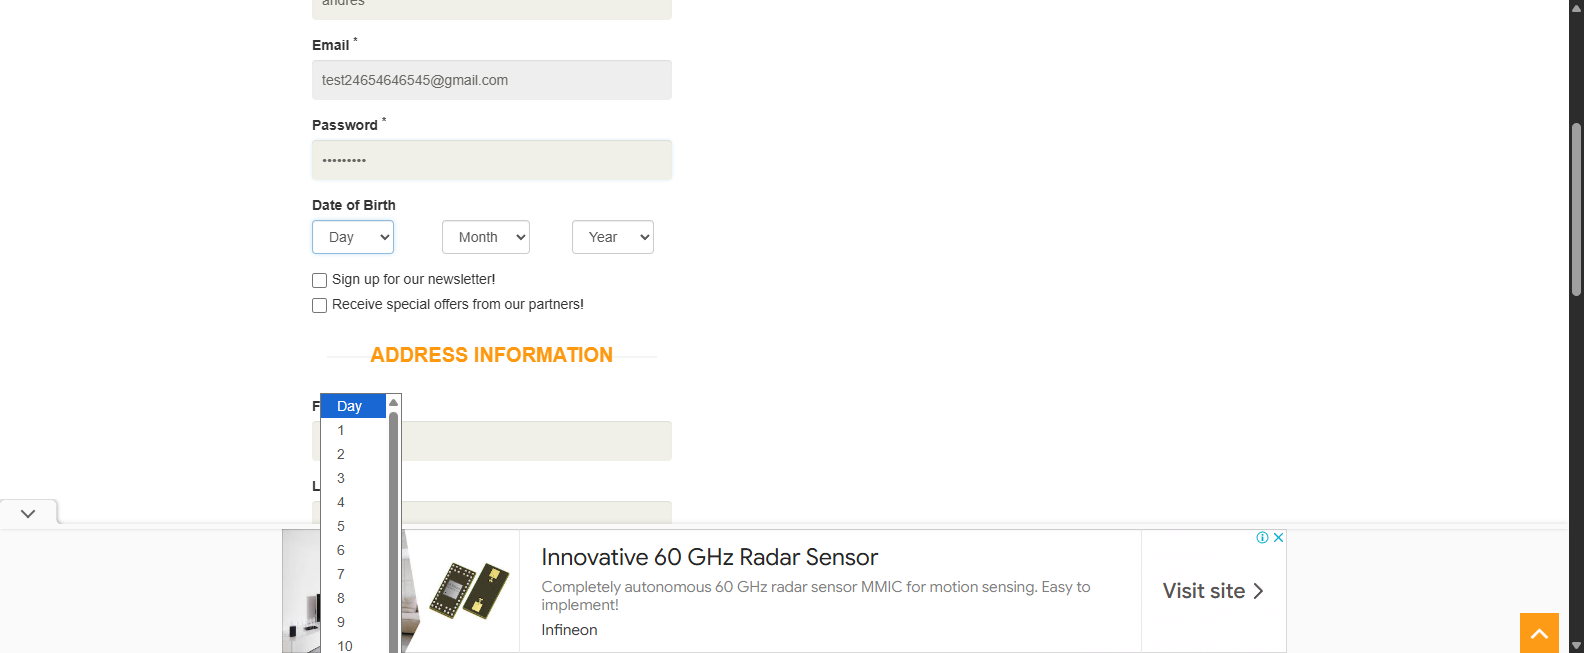 andres
Email *
test24654646545@gmail.com
Password *
•••••••••
Date of Birth
Day Month Year
Sign up for our newsletter!
Receive special offers from our partners!
ADDRESS INFORMATION
F
Day
1
2
3
L
4
5
6
7
8
9
10
Innovative 60 GHz Radar Sensor
Completely autonomous 60 GHz radar sensor MMIC for motion sensing. Easy to
implement!
Infineon
Visit site